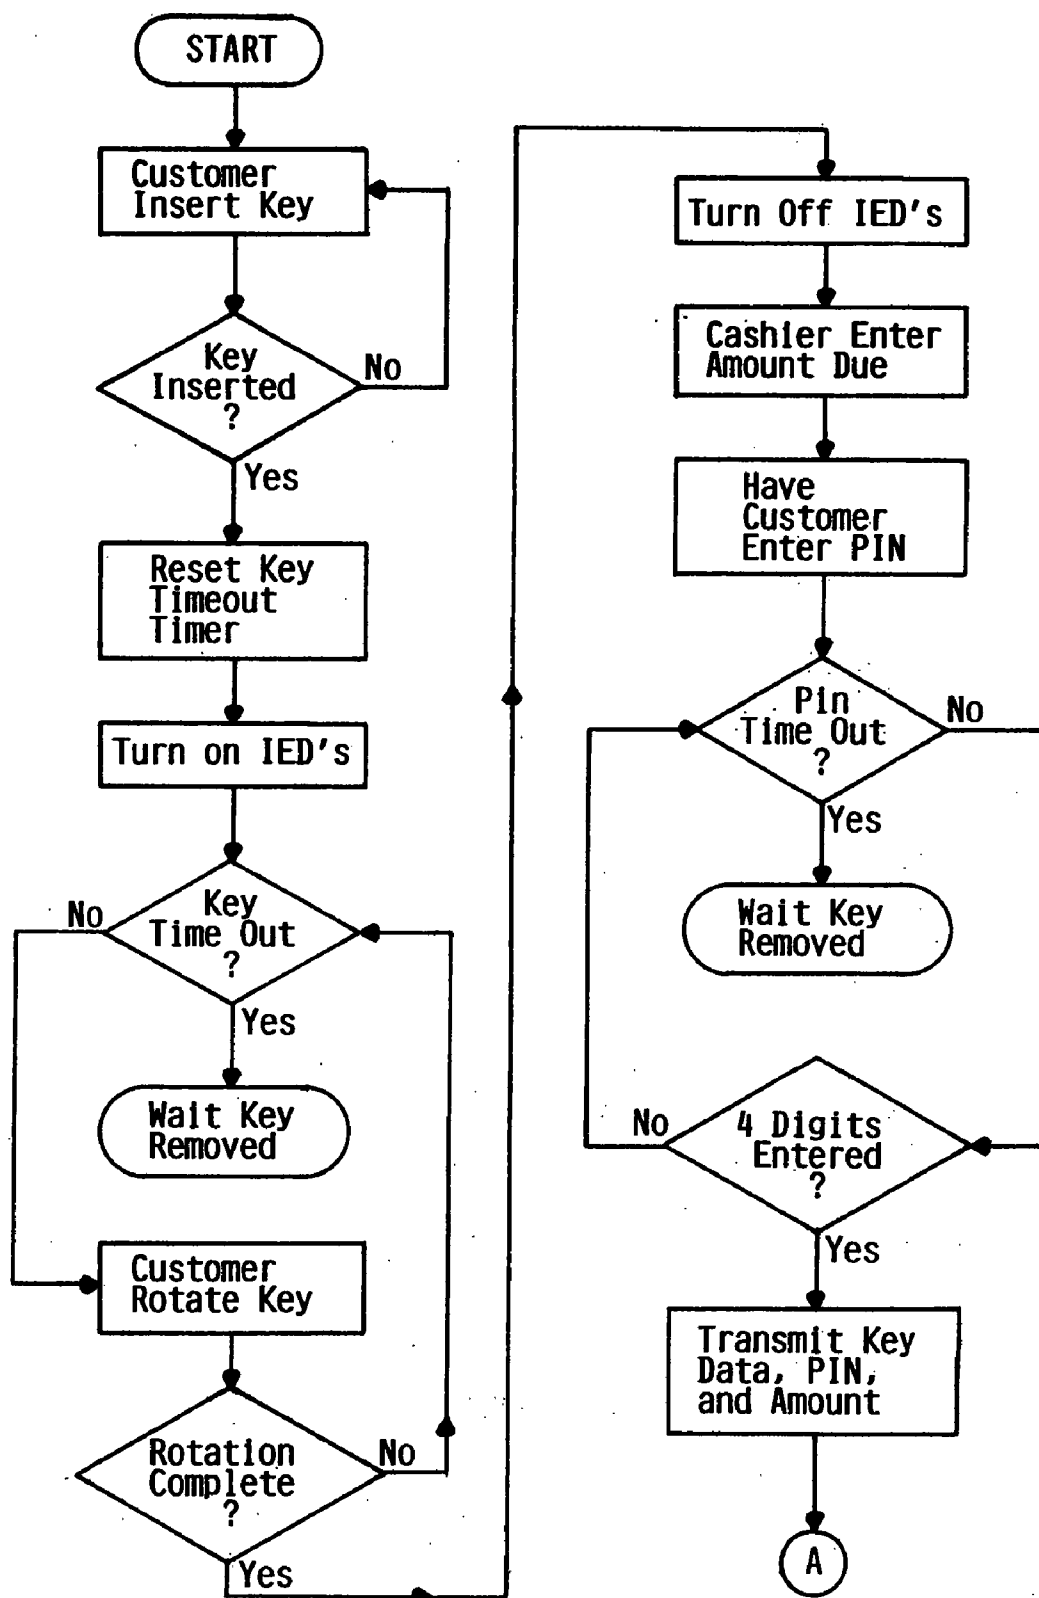 START
Customer
Insert Key
Key
Inserted
?
No
Yes
Reset Key
Timeout
Timer
Turn on IED's
Key
Time Out
?
No
Yes
Wait Key
Removed
Customer
Rotate Key
Rotation
Complete
?
No
Yes
Turn Off IED's
Cashier Enter
Amount Due
Have
Customer
Enter PIN
Pin
Time Out
?
No
Yes
Wait Key
Removed
4 Digits
Entered
?
No
Yes
Transmit Key
Data, PIN,
and Amount
A